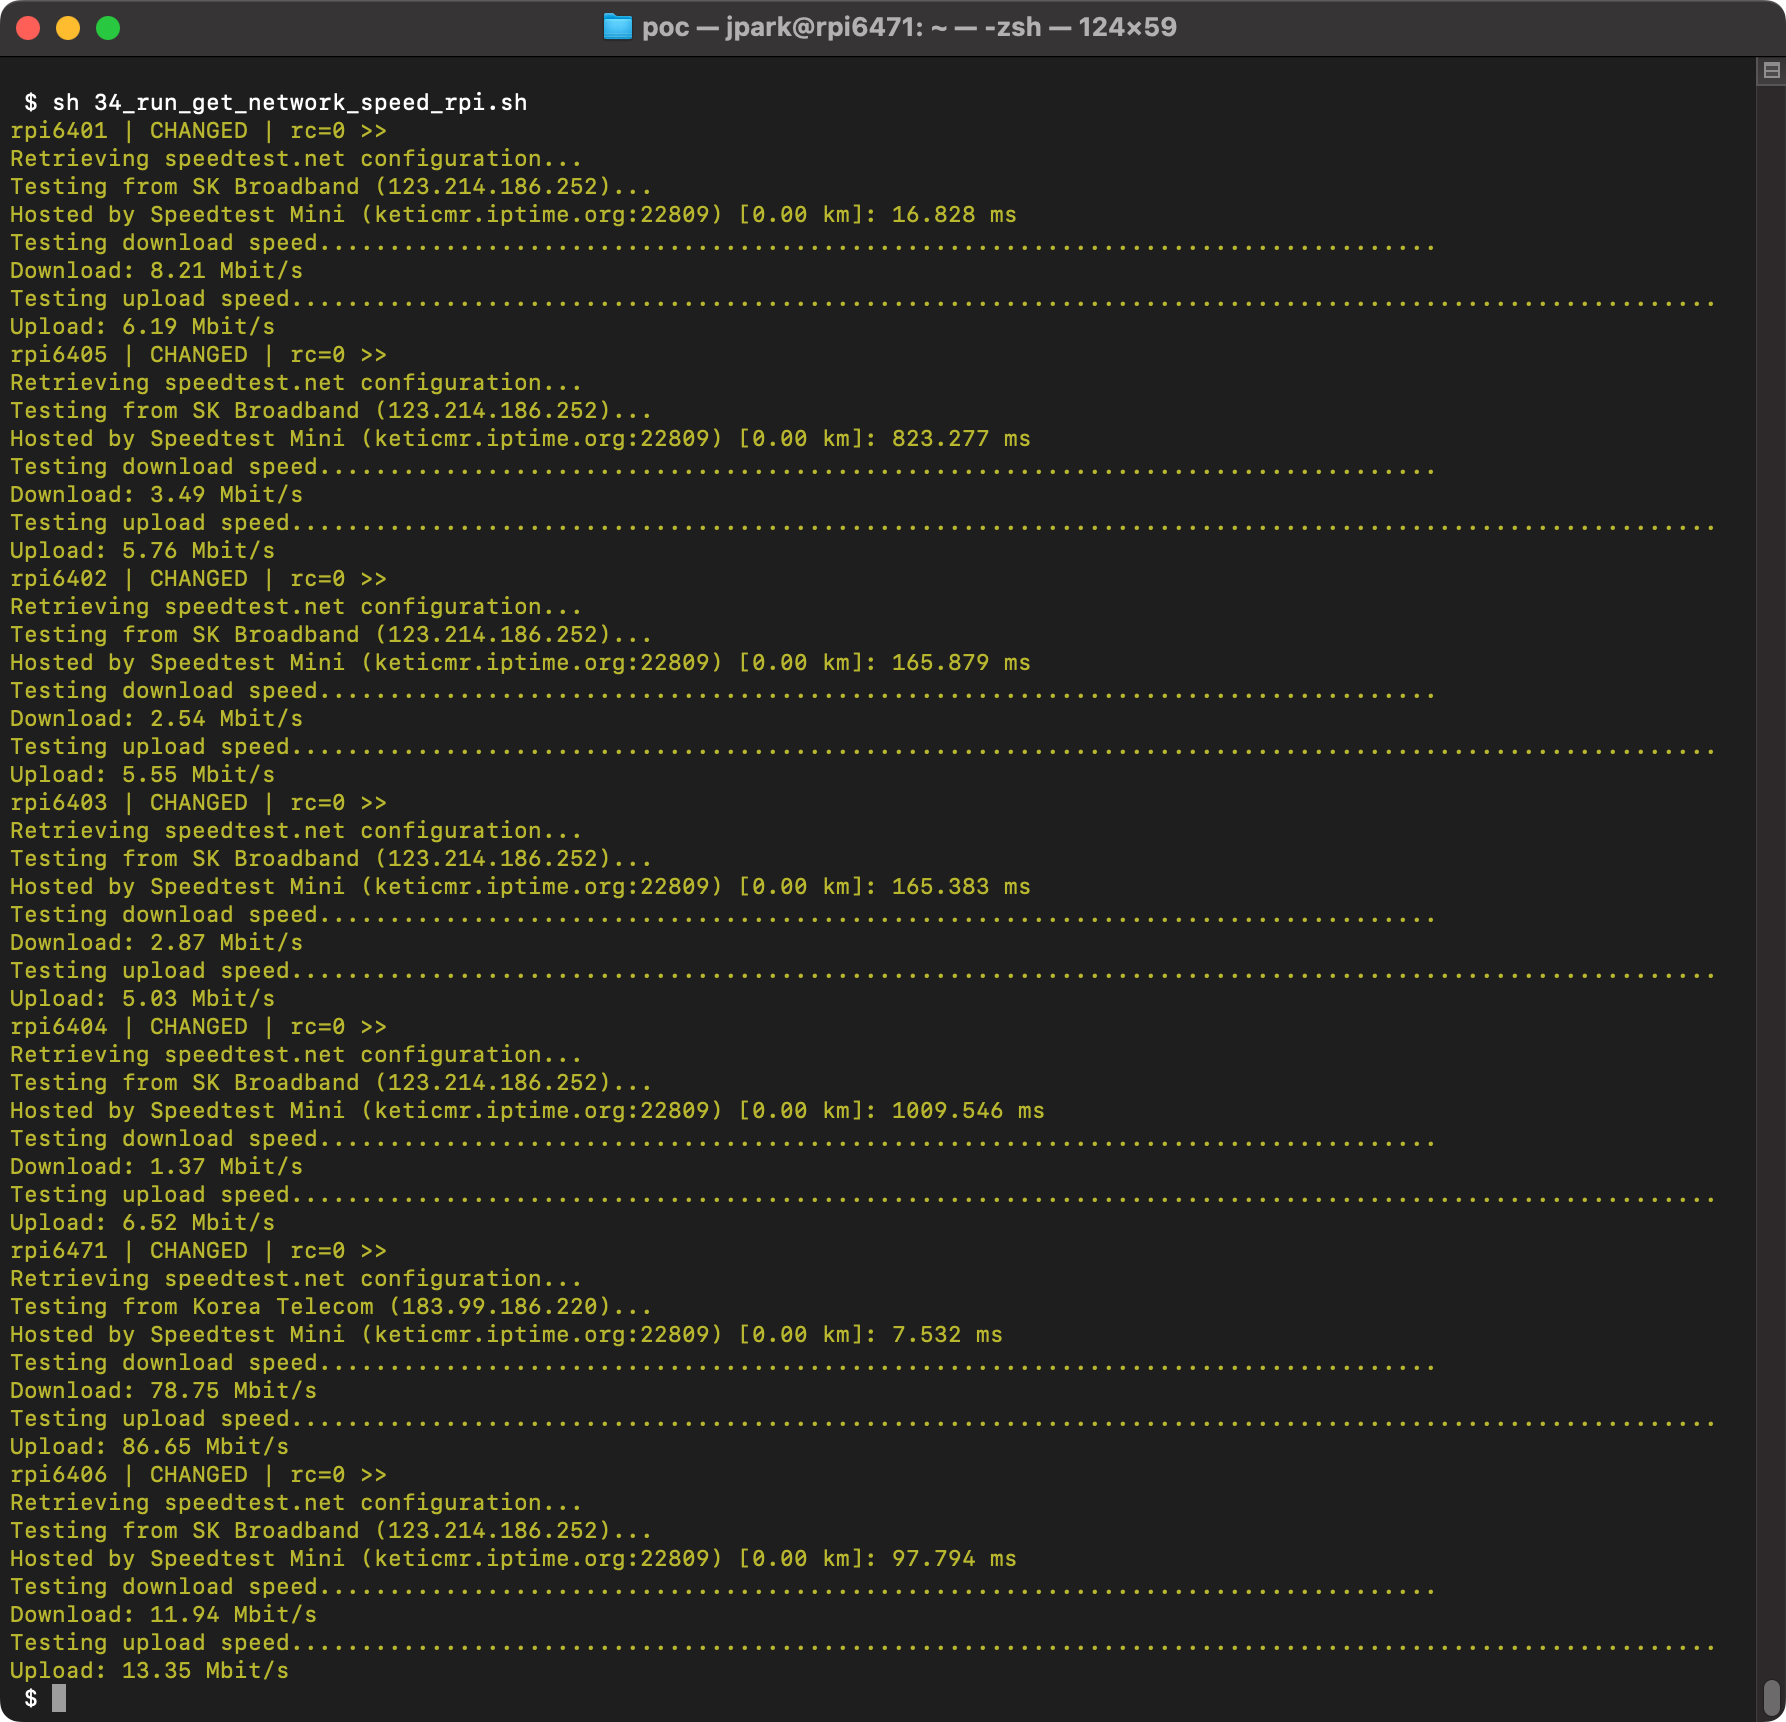 poc — jpark@rpi6471: ~ — -zsh — 124×59
$ sh 34_run_get_network_speed_rpi.sh
rpi6401 | CHANGED | rc=0 >>
Retrieving speedtest.net configuration...
Testing from SK Broadband (123.214.186.252)...
Hosted by Speedtest Mini (keticmr.iptime.org:22809) [0.00 km]: 16.828 ms
Testing download speed................................................................................
Download: 8.21 Mbit/s
Testing upload speed......................................................................................................
Upload: 6.19 Mbit/s
rpi6405 | CHANGED | rc=0 >>
Retrieving speedtest.net configuration...
Testing from SK Broadband (123.214.186.252)...
Hosted by Speedtest Mini (keticmr.iptime.org:22809) [0.00 km]: 823.277 ms
Testing download speed................................................................................
Download: 3.49 Mbit/s
Testing upload speed......................................................................................................
Upload: 5.76 Mbit/s
rpi6402 | CHANGED | rc=0 >>
Retrieving speedtest.net configuration...
Testing from SK Broadband (123.214.186.252)...
Hosted by Speedtest Mini (keticmr.iptime.org:22809) [0.00 km]: 165.879 ms
Testing download speed................................................................................
Download: 2.54 Mbit/s
Testing upload speed......................................................................................................
Upload: 5.55 Mbit/s
rpi6403 | CHANGED | rc=0 >>
Retrieving speedtest.net configuration...
Testing from SK Broadband (123.214.186.252)...
Hosted by Speedtest Mini (keticmr.iptime.org:22809) [0.00 km]: 165.383 ms
Testing download speed................................................................................
Download: 2.87 Mbit/s
Testing upload speed......................................................................................................
Upload: 5.03 Mbit/s
rpi6404 | CHANGED | rc=0 >>
Retrieving speedtest.net configuration...
Testing from SK Broadband (123.214.186.252)...
Hosted by Speedtest Mini (keticmr.iptime.org:22809) [0.00 km]: 1009.546 ms
Testing download speed................................................................................
Download: 1.37 Mbit/s
Testing upload speed......................................................................................................
Upload: 6.52 Mbit/s
rpi6471 | CHANGED | rc=0 >>
Retrieving speedtest.net configuration...
Testing from Korea Telecom (183.99.186.220)...
Hosted by Speedtest Mini (keticmr.iptime.org:22809) [0.00 km]: 7.532 ms
Testing download speed................................................................................
Download: 78.75 Mbit/s
Testing upload speed......................................................................................................
Upload: 86.65 Mbit/s
rpi6406 | CHANGED | rc=0 >>
Retrieving speedtest.net configuration...
Testing from SK Broadband (123.214.186.252)...
Hosted by Speedtest Mini (keticmr.iptime.org:22809) [0.00 km]: 97.794 ms
Testing download speed................................................................................
Download: 11.94 Mbit/s
Testing upload speed......................................................................................................
Upload: 13.35 Mbit/s
$